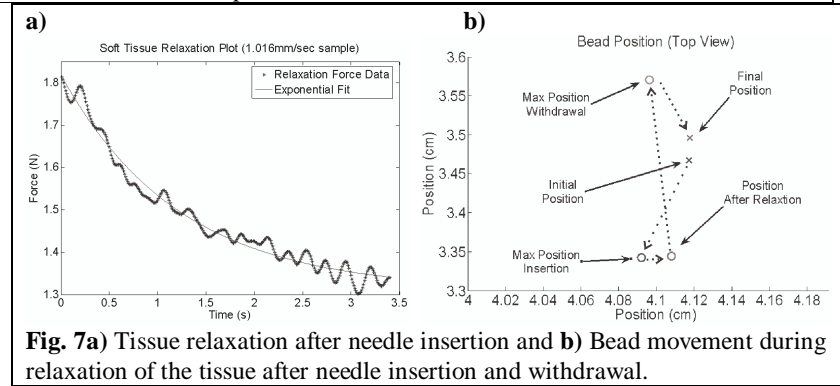 a)
Soft Tissue Relaxation Plot (1.016mm/sec sample)
Relaxation Force Data
Exponential Fit
1.8
1.7
1.6
1.5
1.4
1.3
Force (N)
0
0.5
1
1.5
2
2.5
3
3.5
Time (s)
b)
Bead Position (Top View)
3.6
3.55
3.5
3.45
3.4
3.35
3.3
Position (cm)
Max Position
Withdrawal
Final
Position
Initial
Position
Position
After Relaxtion
Max Position
Insertion
4
4.02
4.04
4.06
4.08
4.1
4.12
4.14
4.16
4.18
Position (cm)
Fig. 7a) Tissue relaxation after needle insertion and b) Bead movement during
relaxation of the tissue after needle insertion and withdrawal.